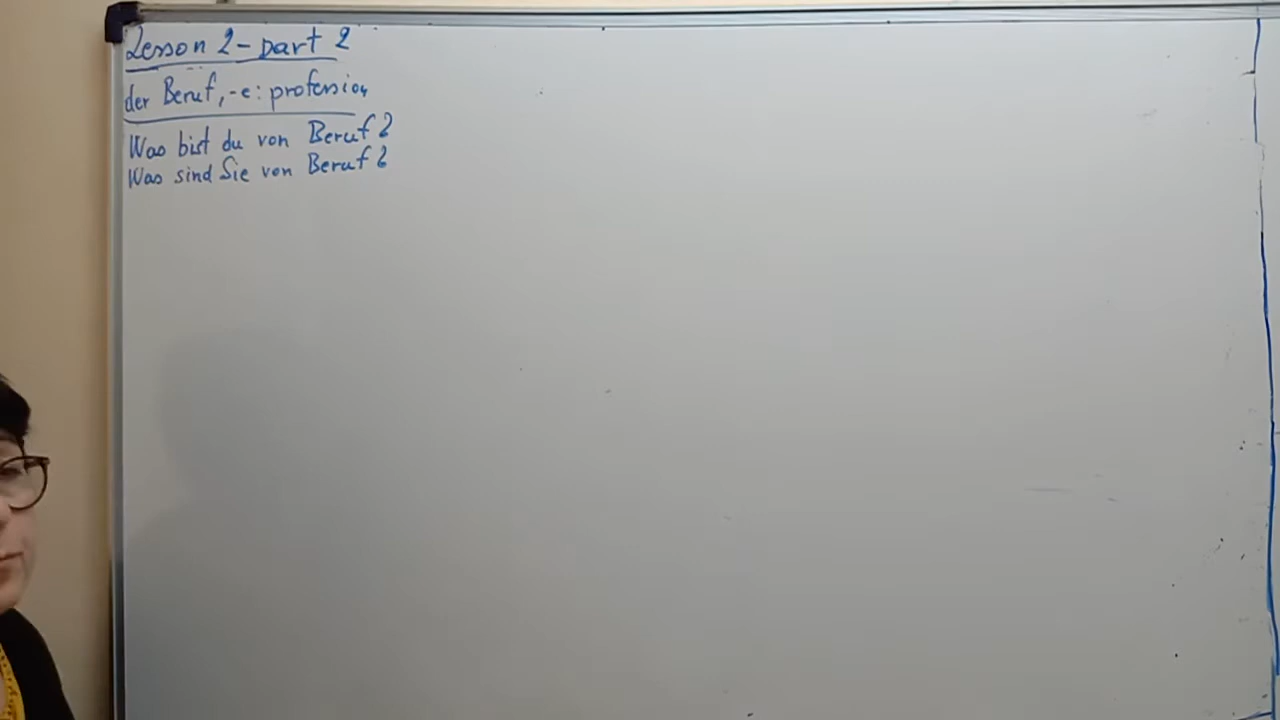 Lesson 2 - part 2
der Beruf, -e: profession
Was bist du von Beruf?
Was sind Sie von Beruf?